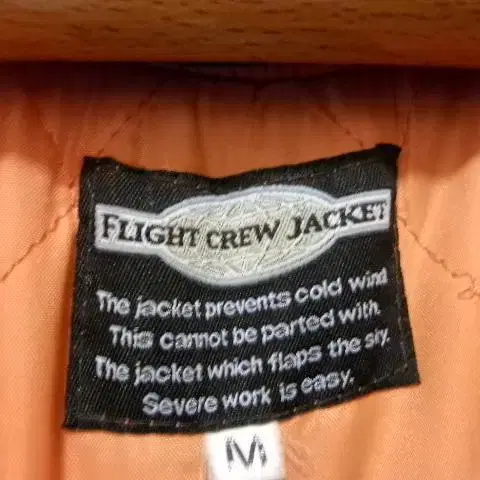 FLIGHT CREW JACKET
The jacket prevents cold wind
This cannot be parted with.
The jacket which flaps the sly.
Severe work is easy.
M